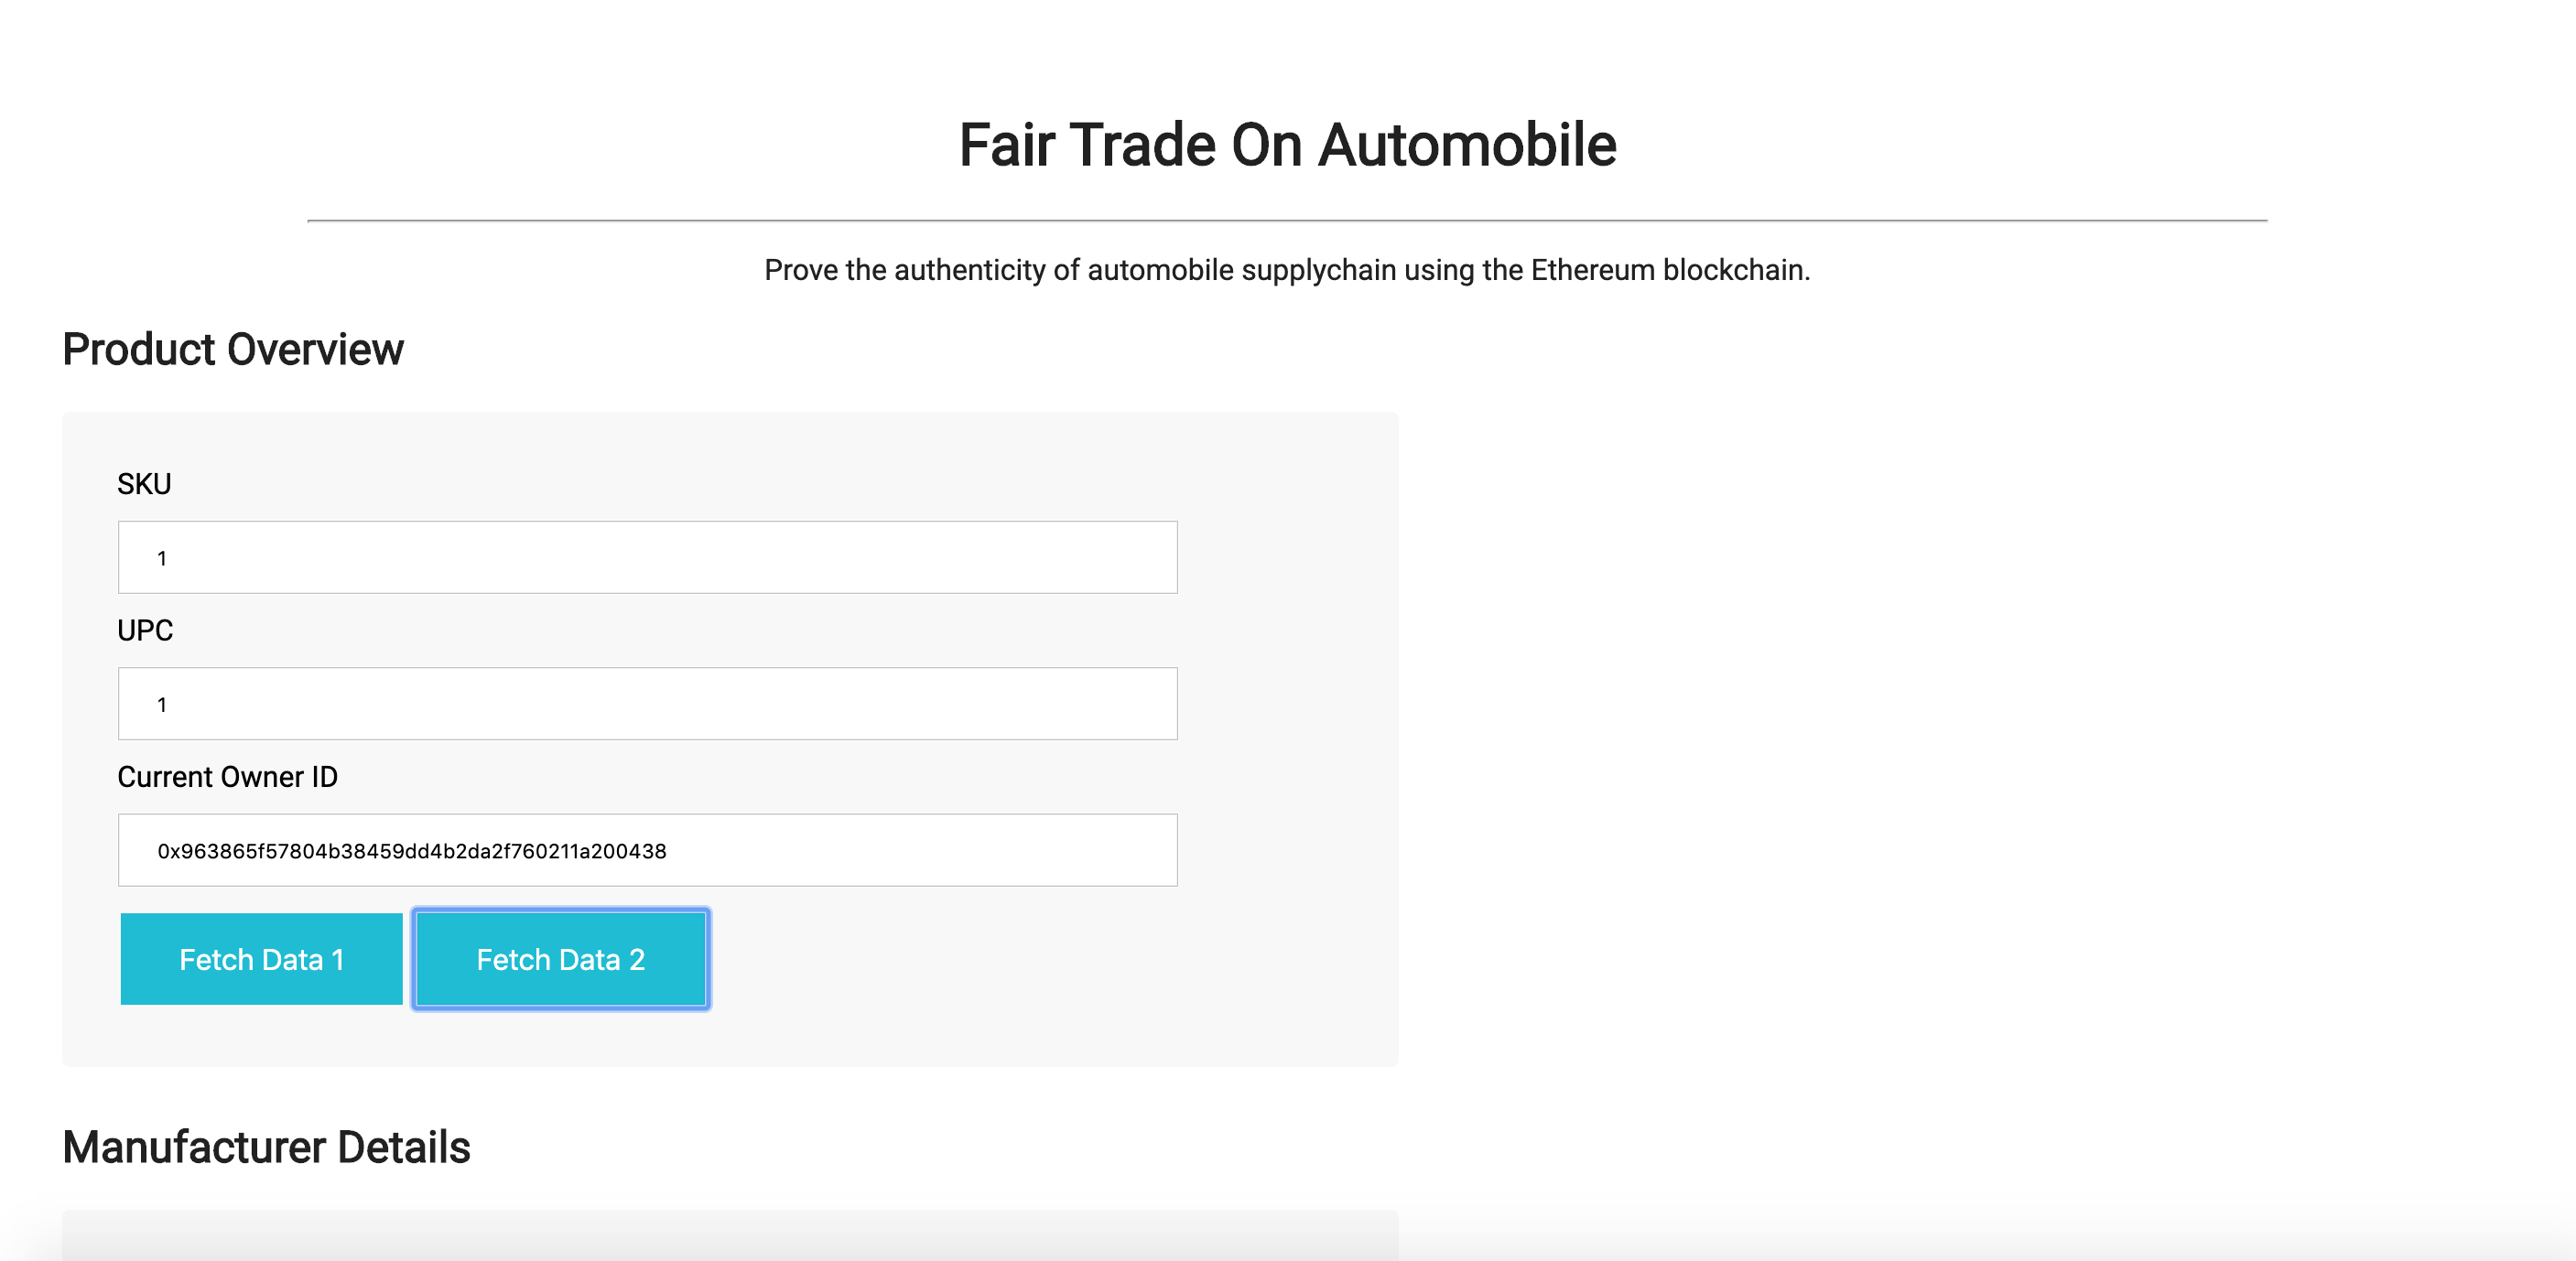 Fair Trade On Automobile
Prove the authenticity of automobile supplychain using the Ethereum blockchain.
Product Overview
SKU
1
UPC
1
Current Owner ID
0x963865f57804b38459dd4b2da2f760211a200438
Fetch Data 1
Fetch Data 2
Manufacturer Details